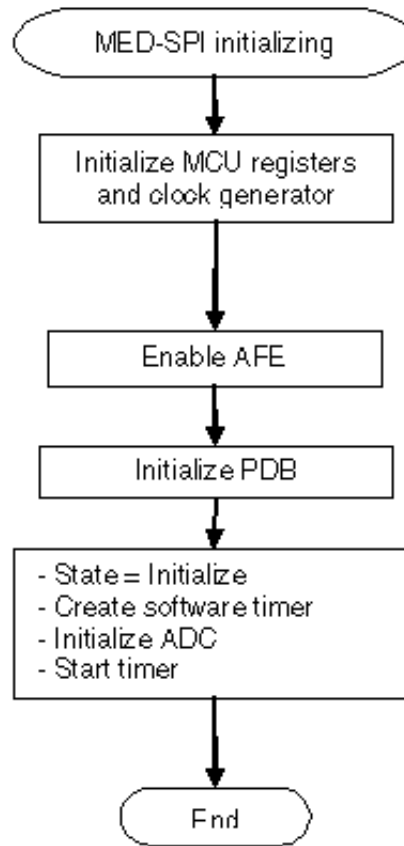 MED-SPI initializing
Initialize MCU registers
and clock generator
Enable AFE
Initialize PDB
- State = Initialize
- Create software timer
- Initialize ADC
- Start timer
End